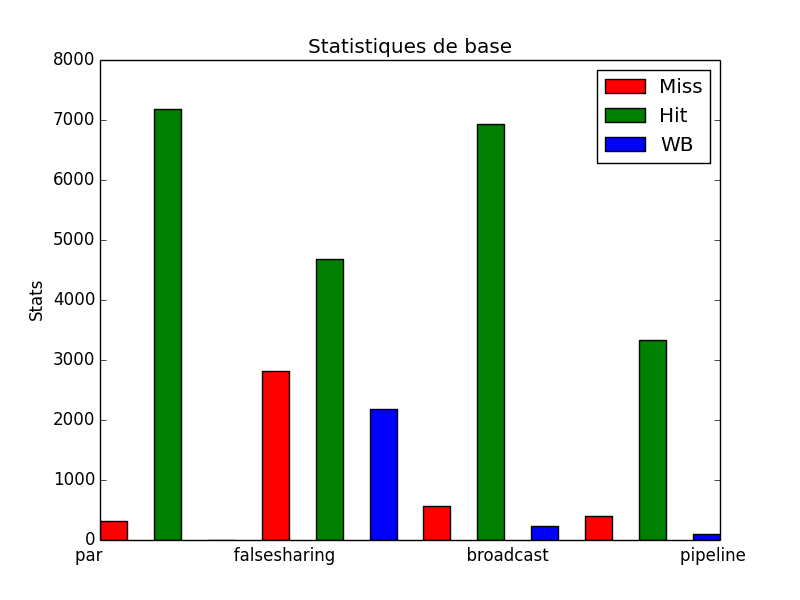 Statistiques de base
8000
7000
6000
5000
4000
3000
2000
1000
0
Stats
Miss
Hit
WB
par falsesharing broadcast pipeline